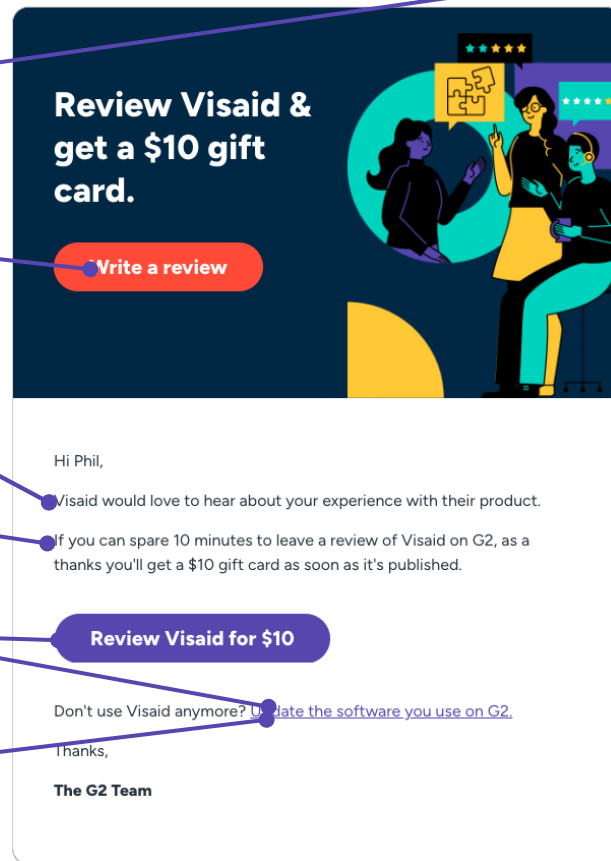 Review Visaid &
get a $10 gift
card.
Write a review
Hi Phil,
Visaid would love to hear about your experience with their product.
If you can spare 10 minutes to leave a review of Visaid on G2, as a
thanks you'll get a $10 gift card as soon as it's published.
Review Visaid for $10
Don't use Visaid anymore? Update the software you use on G2.
Thanks,
The G2 Team